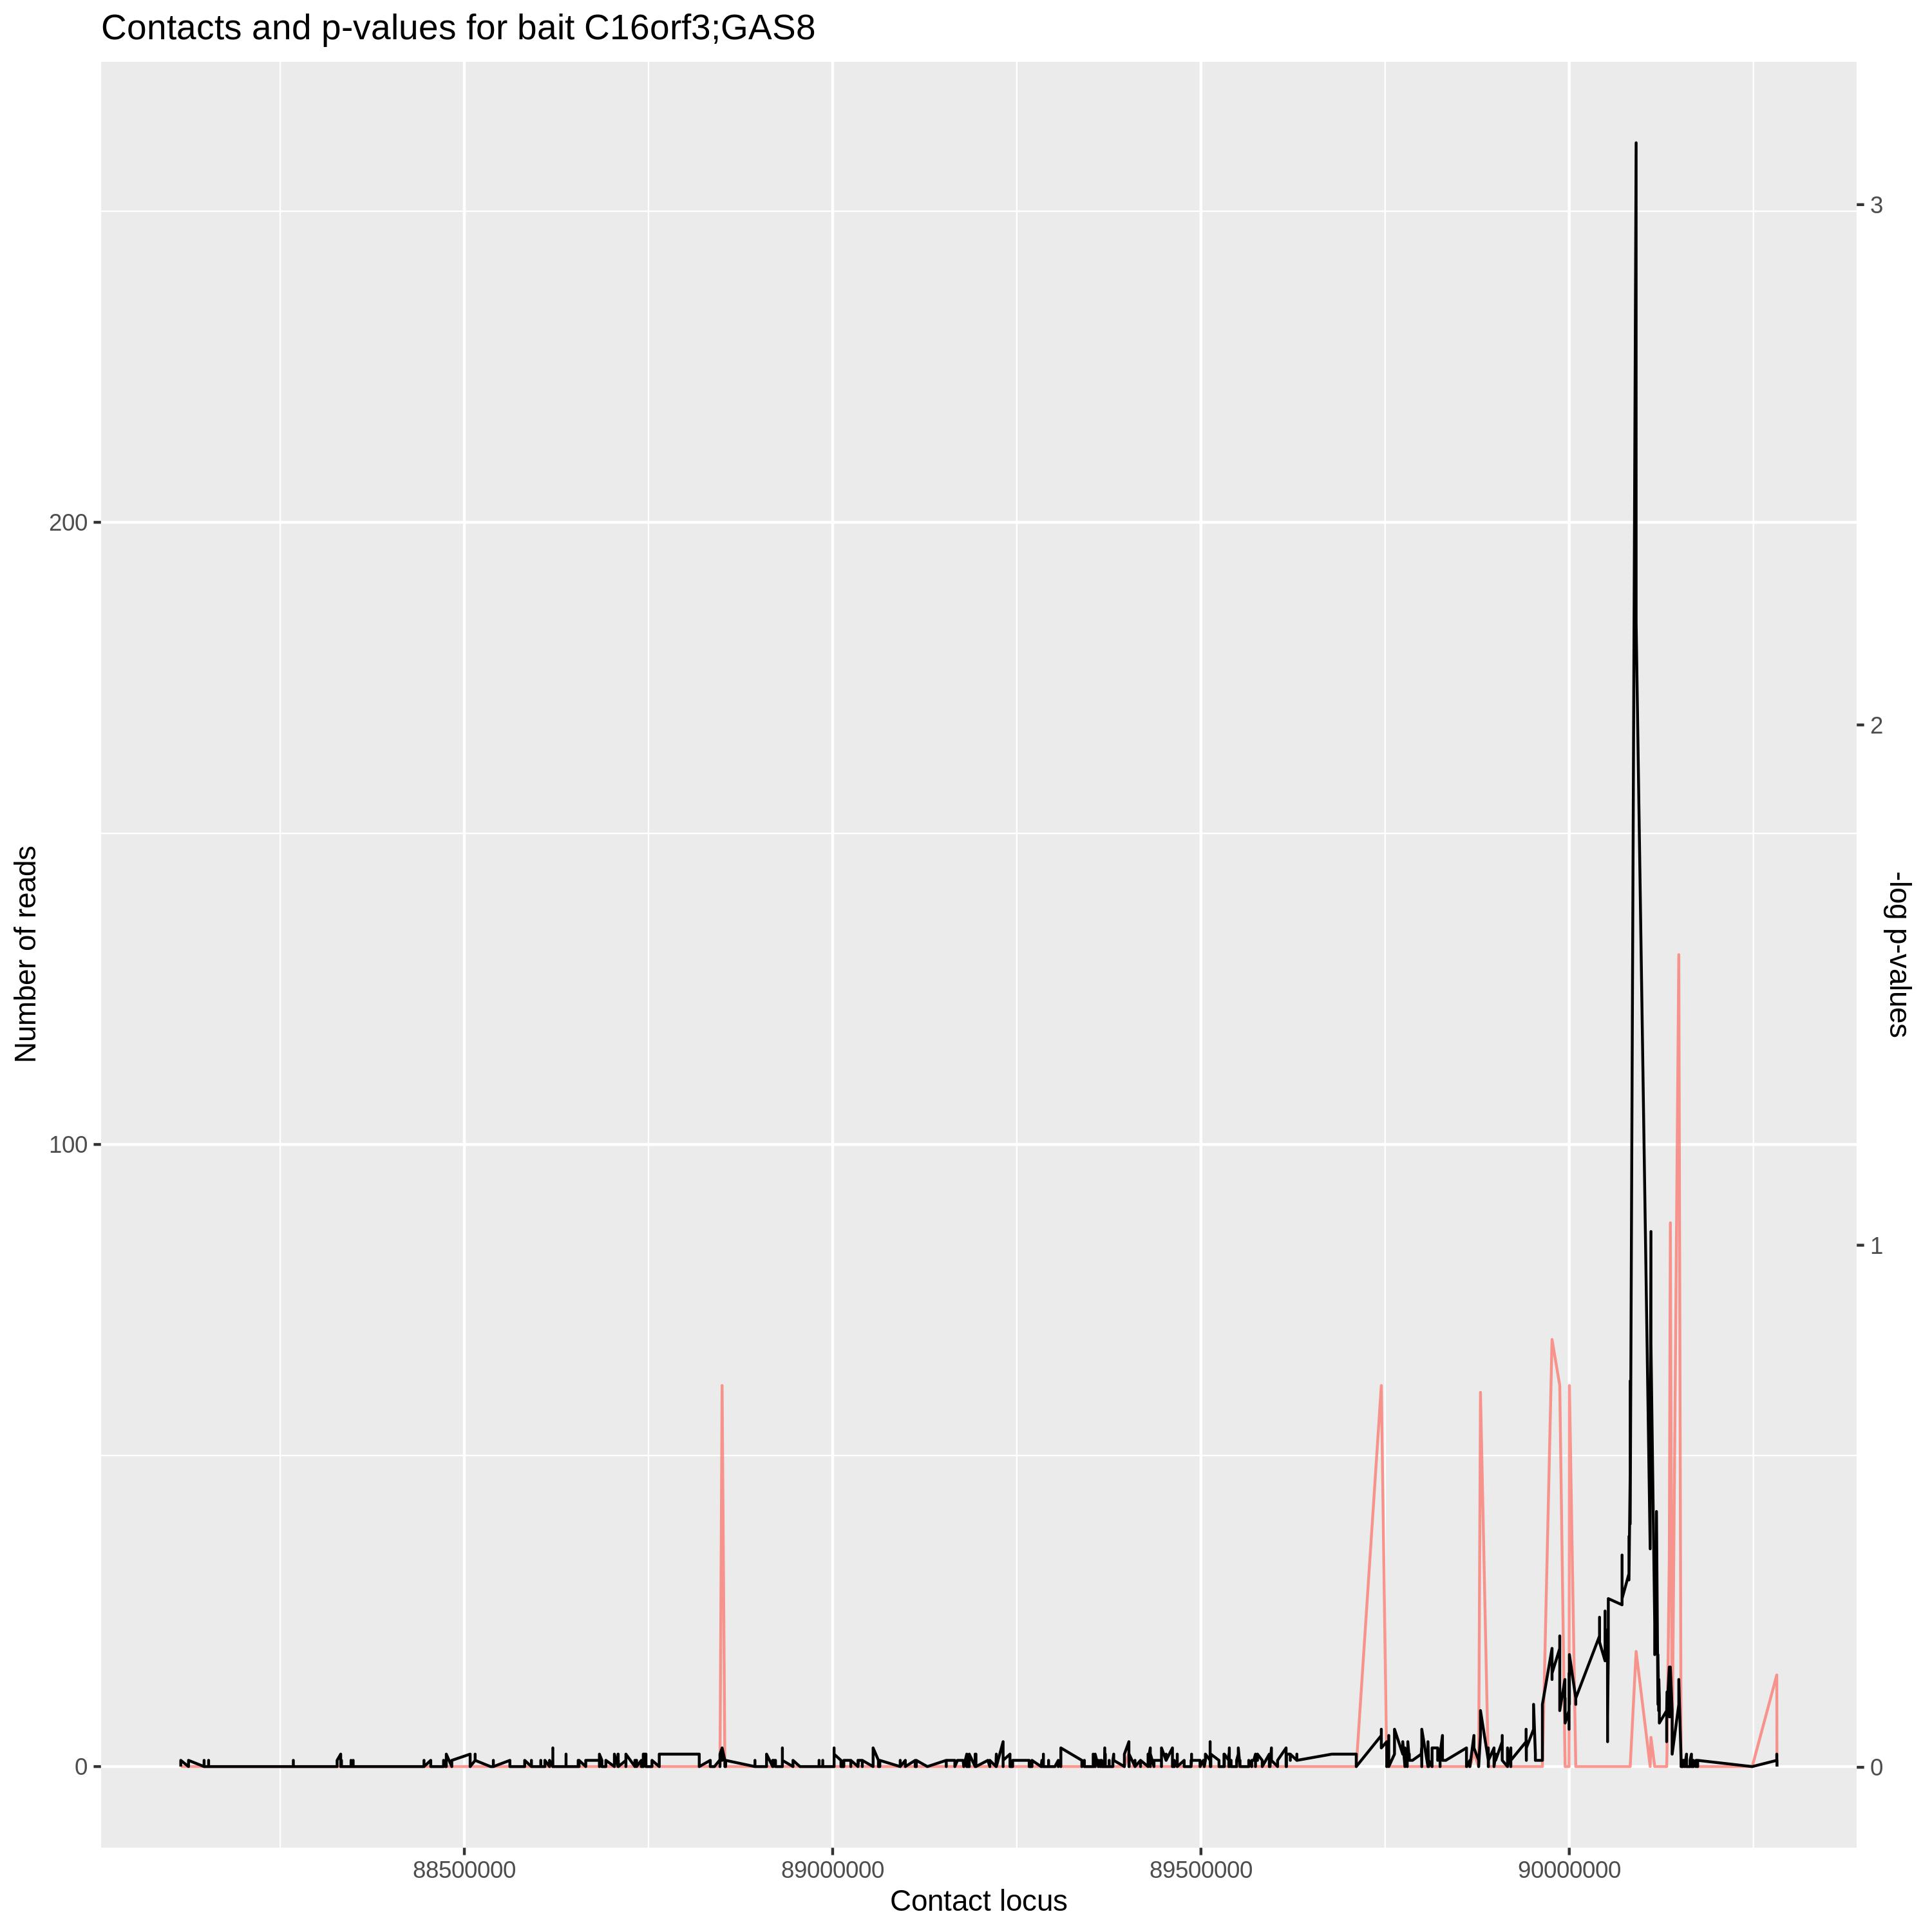 Contacts and p-values for bait C16orf3;GAS8
Number of reads
200
100
0
3
2
1
0
-log p-values
88500000
89000000
89500000
90000000
Contact locus